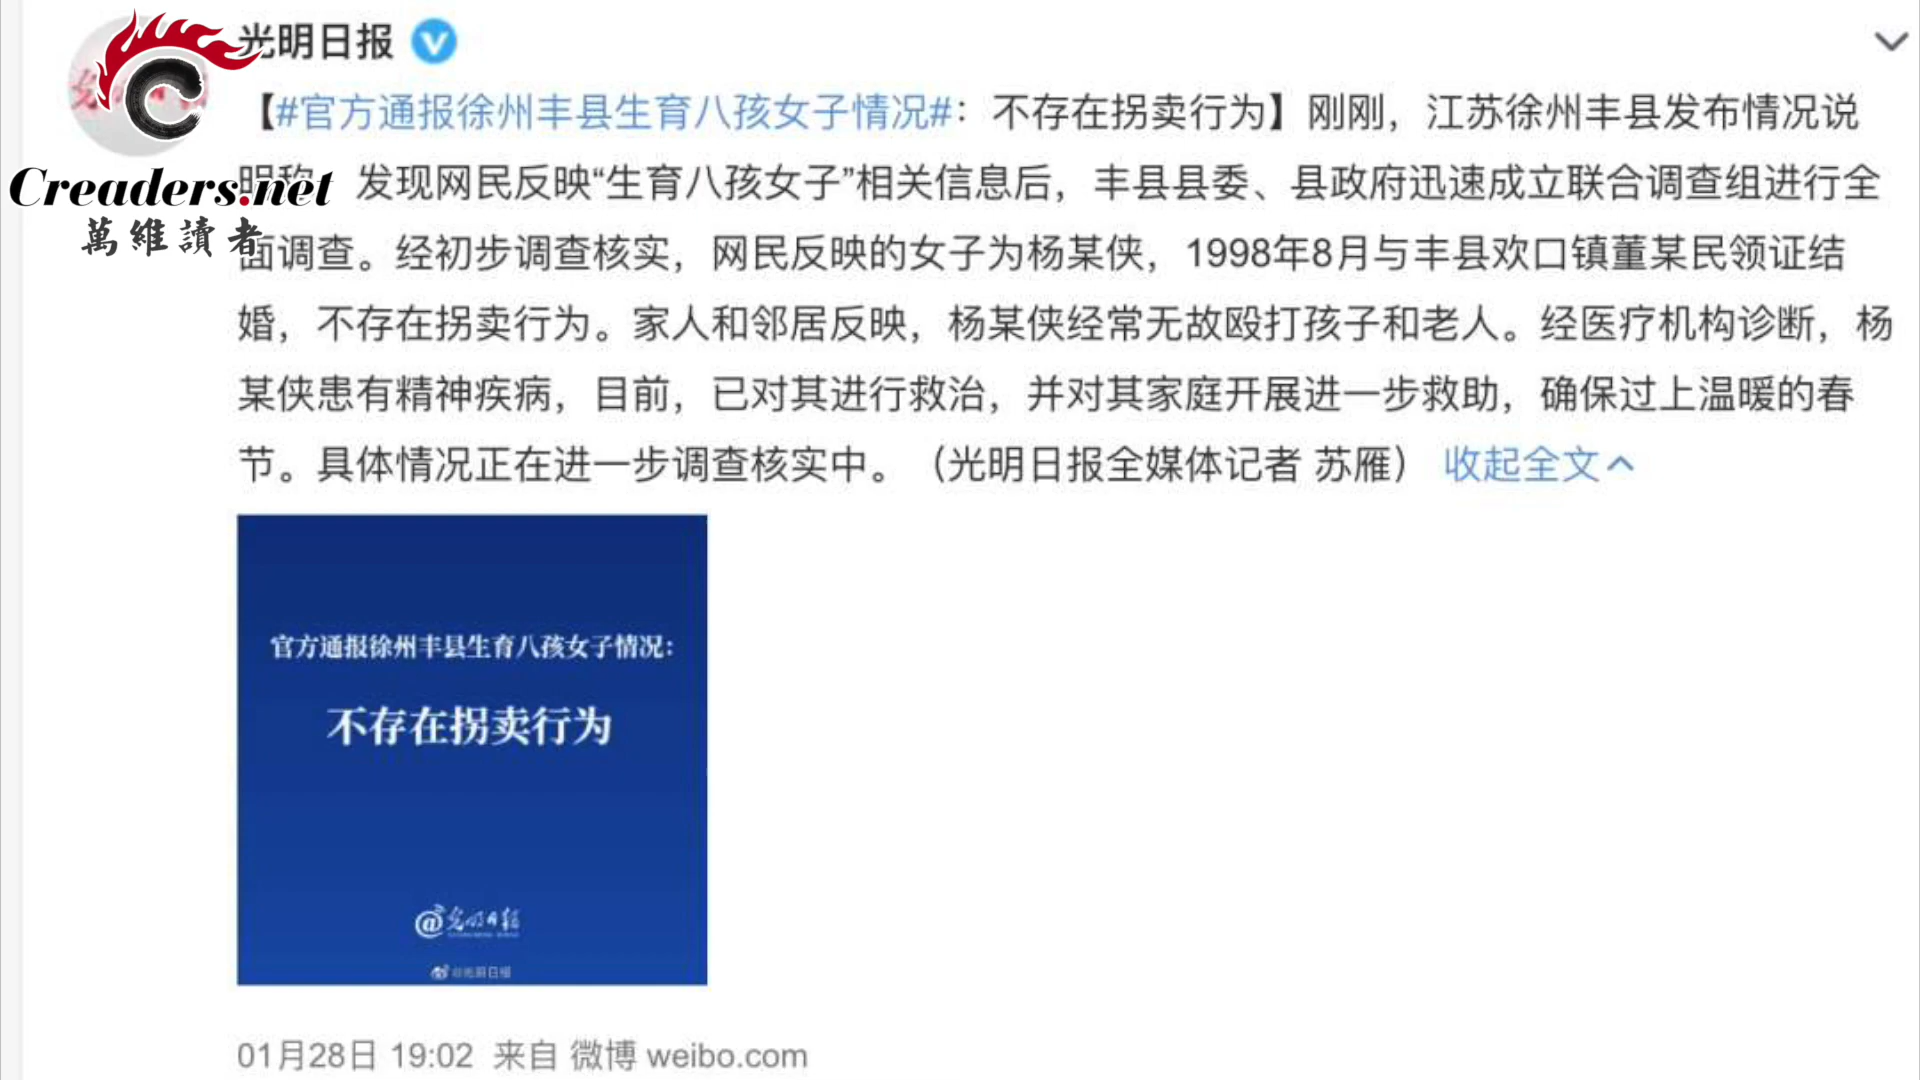 光明日报
【#官方通报徐州丰县生育八孩女子情况#：不存在拐卖行为】刚刚，江苏徐州丰县发布情况说
明称，发现网民反映“生育八孩女子”相关信息后，丰县县委、县政府迅速成立联合调查组进行全
面调查。经初步调查核实，网民反映的女子为杨某侠，1998年8月与丰县欢口镇董某民领证结
婚，不存在拐卖行为。家人和邻居反映，杨某侠经常无故殴打孩子和老人。经医疗机构诊断，杨
某侠患有精神疾病，目前，已对其进行救治，并对其家庭开展进一步救助，确保过上温暖的春
节。具体情况正在进一步调查核实中。（光明日报全媒体记者 苏雁） 收起全文
Creaders.net
萬維讀者
官方通报徐州丰县生育八孩女子情况：
不存在拐卖行为
@光明日报
@光明日报
01月28日 19:02 来自 微博 weibo.com